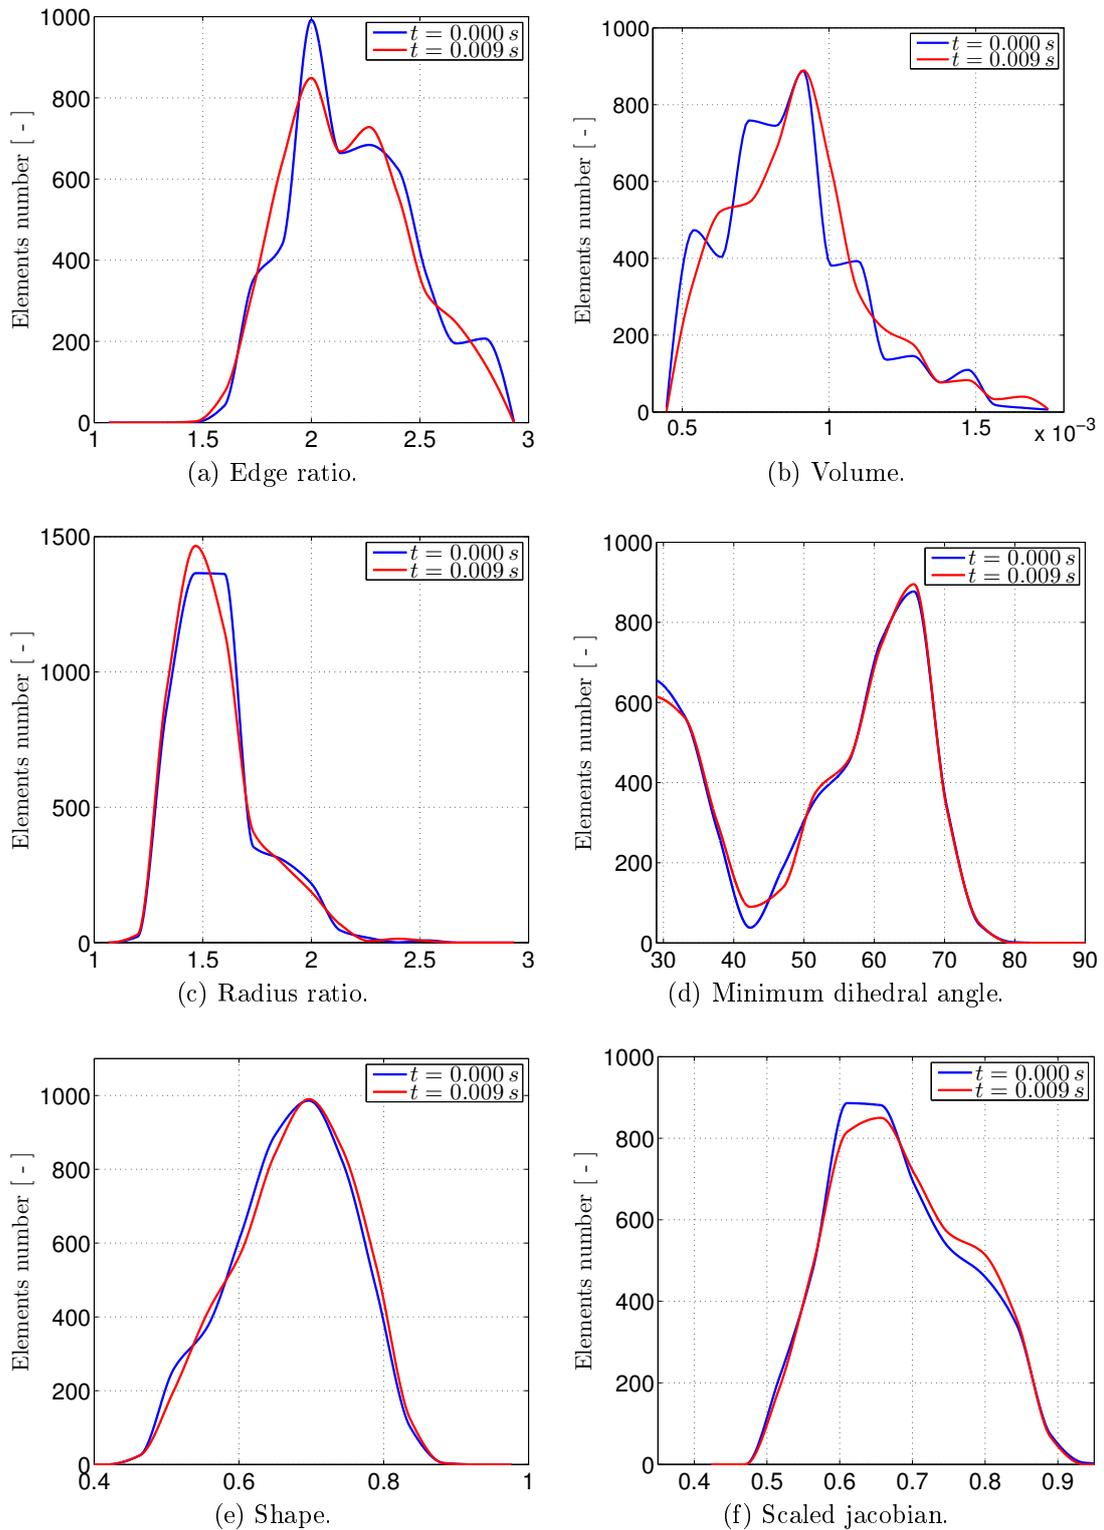 1000
800
600
400
200
0
Elements number [ - ]
t = 0.000 s
t = 0.009 s
1 1.5 2 2.5 3
(a) Edge ratio.
1000
800
600
400
200
0
Elements number [ - ]
t = 0.000 s
t = 0.009 s
0.5 1 1.5
x 10⁻³
(b) Volume.
1500
1000
500
0
Elements number [ - ]
t = 0.000 s
t = 0.009 s
1 1.5 2 2.5 3
(c) Radius ratio.
1000
800
600
400
200
0
Elements number [ - ]
t = 0.000 s
t = 0.009 s
30 40 50 60 70 80 90
(d) Minimum dihedral angle.
1000
800
600
400
200
0
Elements number [ - ]
t = 0.000 s
t = 0.009 s
0.4 0.6 0.8 1
(e) Shape.
1000
800
600
400
200
0
Elements number [ - ]
t = 0.000 s
t = 0.009 s
0.4 0.5 0.6 0.7 0.8 0.9
(f) Scaled jacobian.